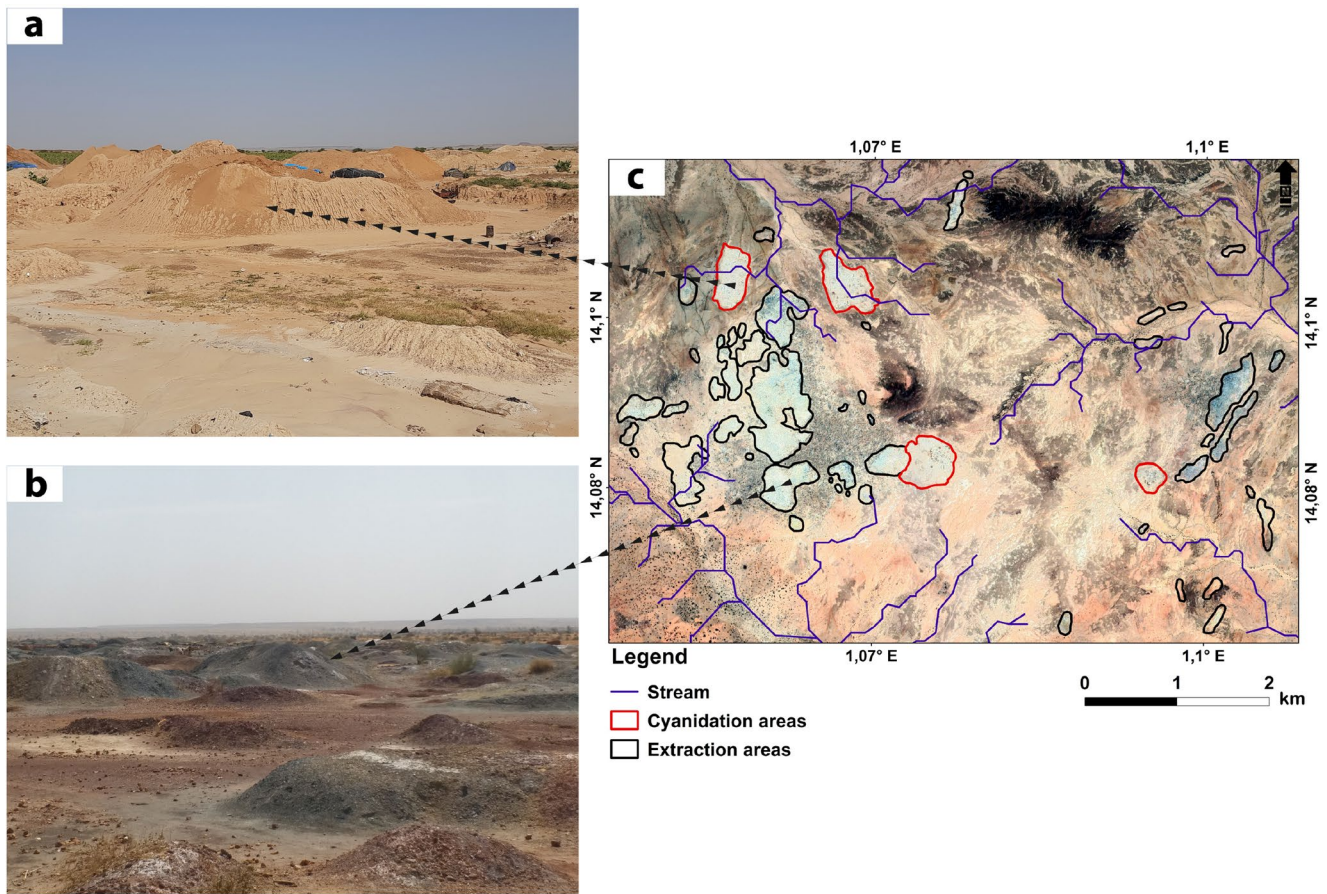 a
b
c
1,07° E
1,1° E
14,1° N
14,1° N
14,08° N
14,08° N
1,07° E
1,1° E
Legend
Stream
Cyanidation areas
Extraction areas
0 1 2
km